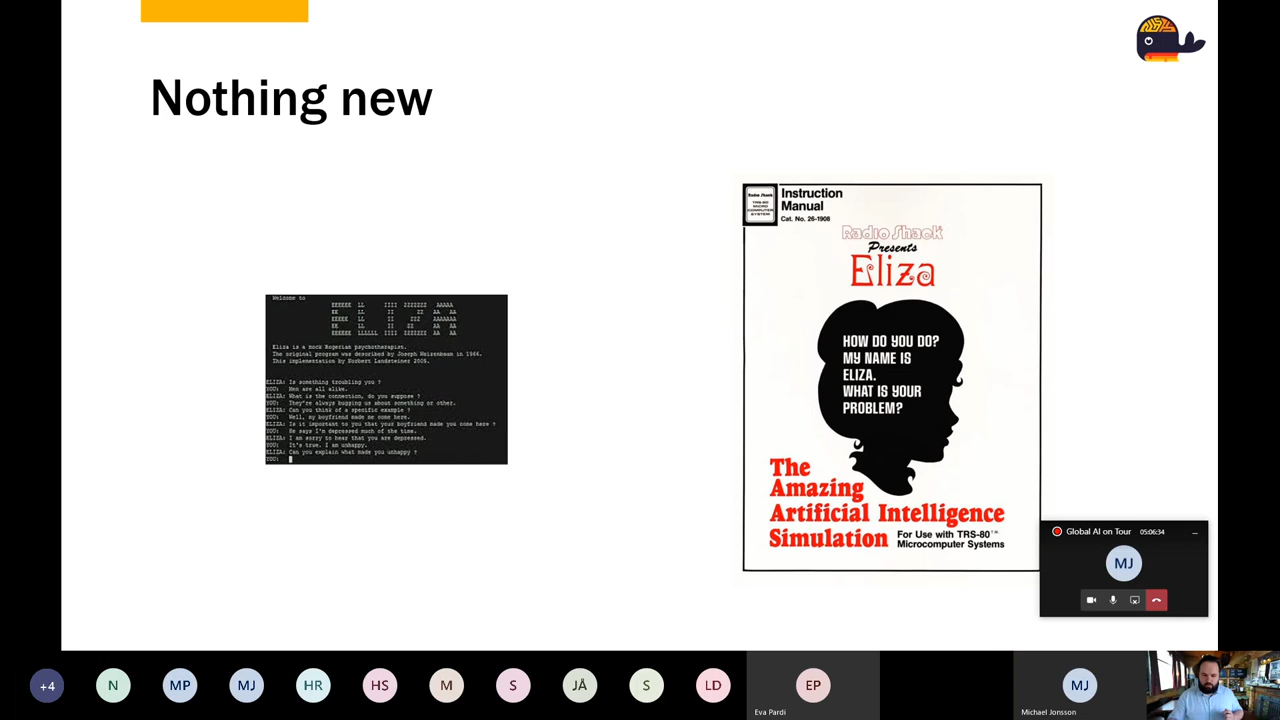 Nothing new
Welcome to
Eliza is a mock Rogerian psychotherapist.
The original program was described by Joseph Weizenbaum in 1966.
This implementation by Norbert Landsteiner 2005.
ELIZA: Is something troubling you ?
YOU: Men are all alike.
ELIZA: What is the connection, do you suppose ?
YOU: They're always bugging us about something or other.
ELIZA: Can you think of a specific example ?
YOU: Well, my boyfriend made me come here.
ELIZA: Is it important to you that your boyfriend made you come here ?
YOU: He says I'm depressed much of the time.
ELIZA: I am sorry to hear that you are depressed.
YOU: It's true. I am unhappy.
ELIZA: Can you explain what made you unhappy ?
YOU:
Radio Shack
TRS-80
MICRO
COMPUTER
SYSTEM
Instruction
Manual
Cat. No. 26-1908
Radio Shack
Presents
Eliza
HOW DO YOU DO?
MY NAME IS
ELIZA.
WHAT IS YOUR
PROBLEM?
The
Amazing
Artificial Intelligence
Simulation
For Use with TRS-80™
Microcomputer Systems
Global AI on Tour 05:06:34
MJ
+4 N MP MJ HR HS M S JÅ S LD EP MJ
Eva Pardi
Michael Jonsson